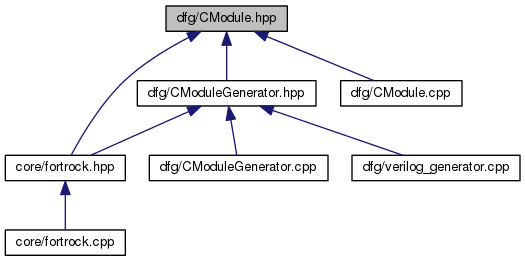 dfg/CModule.hpp
dfg/CModuleGenerator.hpp
dfg/CModule.cpp
core/fortrock.hpp
dfg/CModuleGenerator.cpp
dfg/verilog_generator.cpp
core/fortrock.cpp